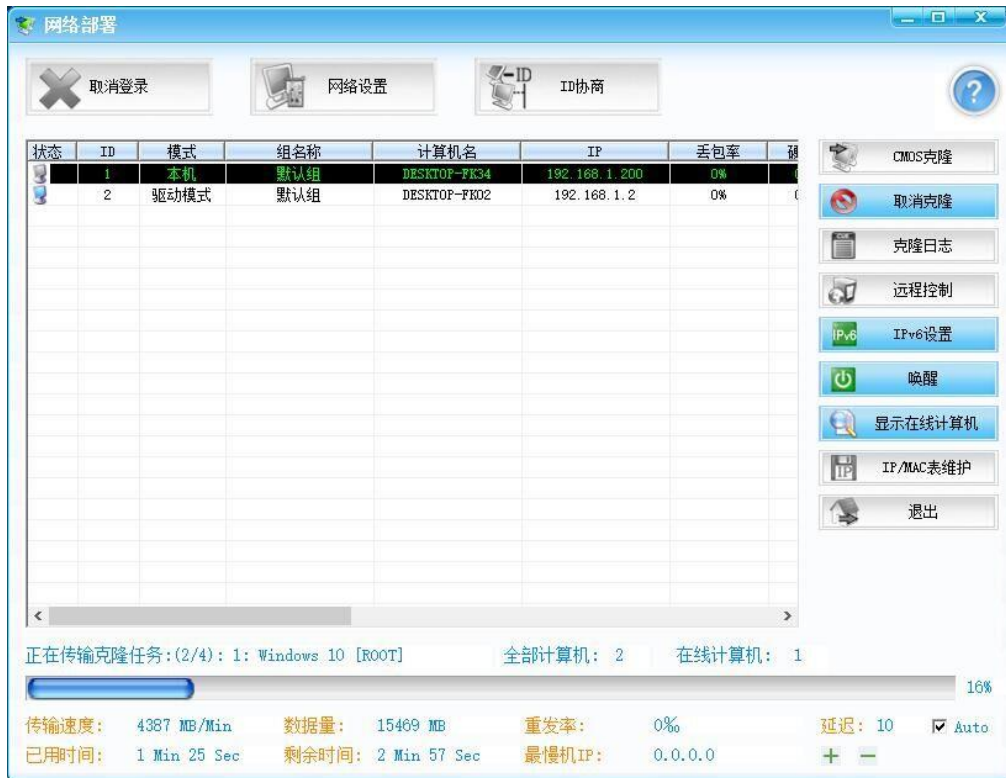 网络部署
取消登录 网络设置 ID协商
状态 ID 模式 组名称 计算机名 IP 丢包率
1 本机 默认组 DESKTOP-FK34 192.168.1.200 0%
2 驱动模式 默认组 DESKTOP-FK02 192.168.1.2 0%
CMOS克隆
取消克隆
克隆日志
远程控制
IPv6设置
唤醒
显示在线计算机
IP/MAC表维护
退出
正在传输克隆任务:(2/4): 1: Windows 10 [ROOT] 全部计算机: 2 在线计算机: 1
16%
传输速度: 4387 MB/Min 数据量: 15469 MB 重发率: 0‰ 延迟: 10 Auto
已用时间: 1 Min 25 Sec 剩余时间: 2 Min 57 Sec 最慢机IP: 0.0.0.0 + -